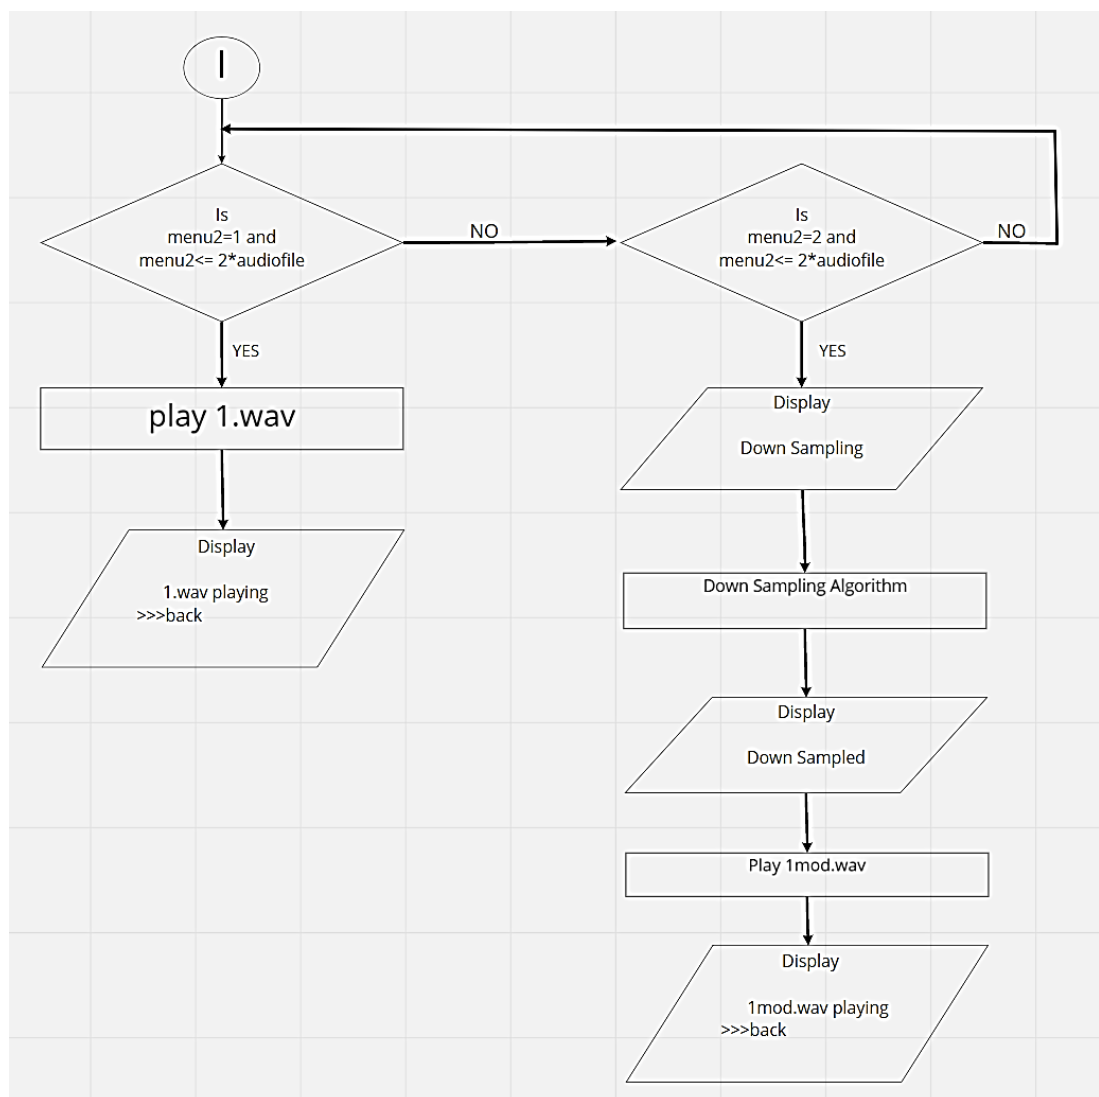 I
Is
menu2=1 and
menu2<= 2*audiofile
NO
Is
menu2=2 and
menu2<= 2*audiofile
NO
YES
YES
play 1.wav
Display
Down Sampling
Display
1.wav playing
>>>back
Down Sampling Algorithm
Display
Down Sampled
Play 1mod.wav
Display
1mod.wav playing
>>>back